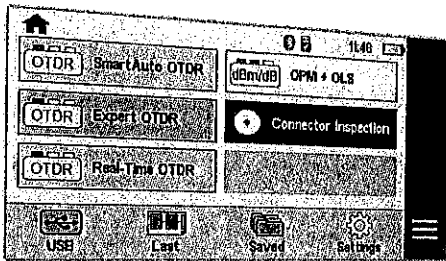 11:46
OTDR SmartAuto OTDR
dBm/dB OPM + OLS
OTDR Expert OTDR
Connector Inspection
OTDR Real-Time OTDR
USB Last Saved Settings